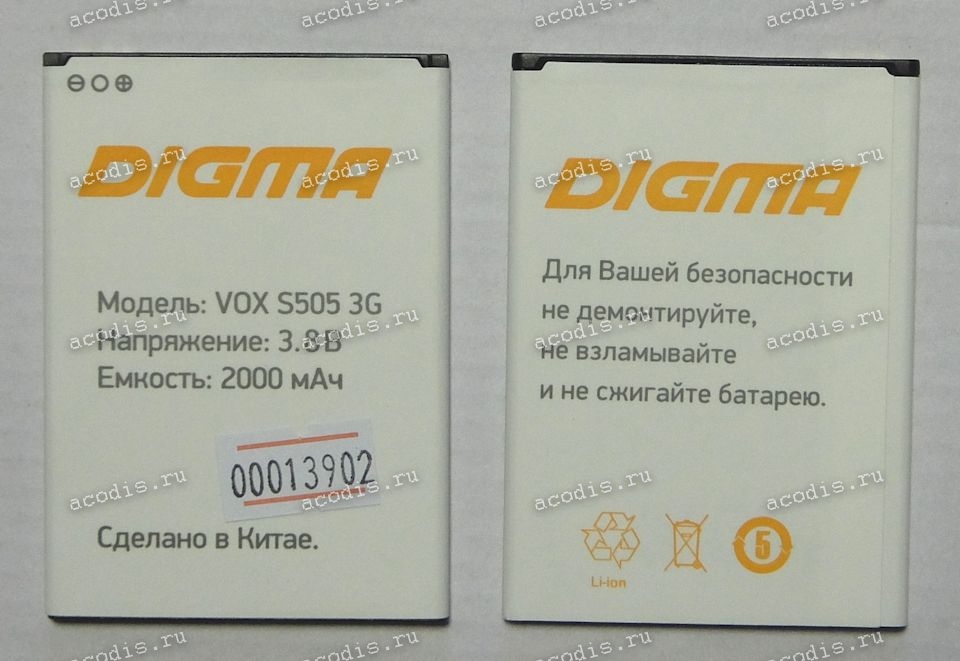 DIGMA
Модель: VOX S505 3G
Напряжение: 3.8В
Емкость: 2000 мАч
00013902
Сделано в Китае.
DIGMA
Для Вашей безопасности
не демонтируйте,
не взламывайте
и не сжигайте батарею.
Li-ion
5
acodis.ru